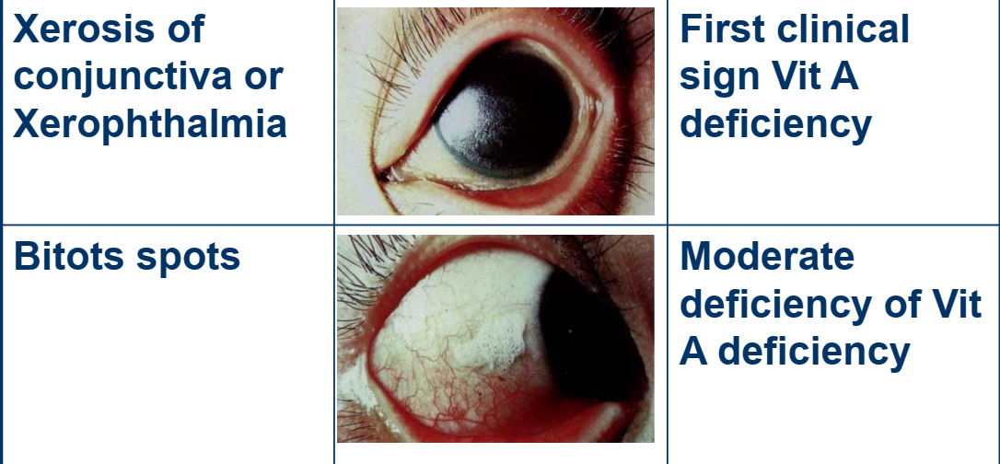 Xerosis of
conjunctiva or
Xerophthalmia
First clinical
sign Vit A
deficiency
Bitots spots
Moderate
deficiency of Vit
A deficiency